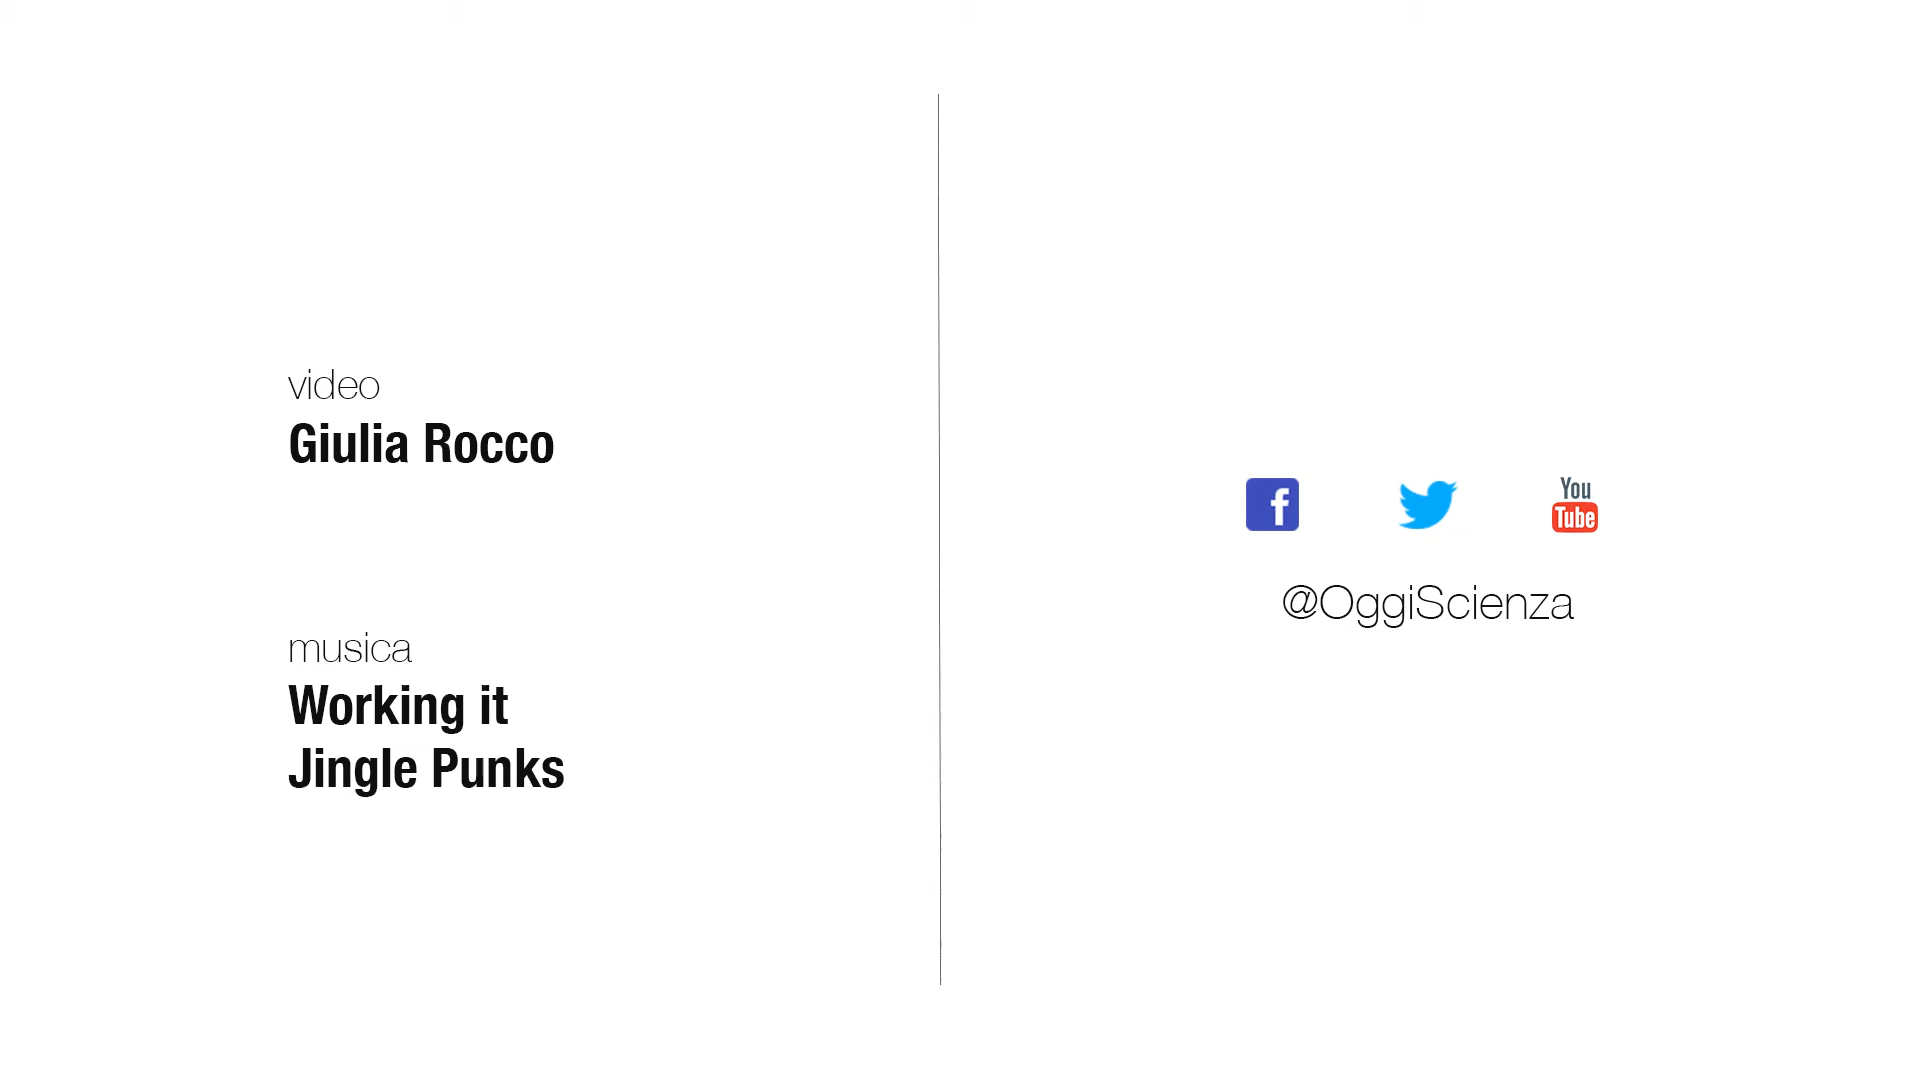 video
Giulia Rocco
musica
Working it
Jingle Punks
f
You
Tube
@OggiScienza